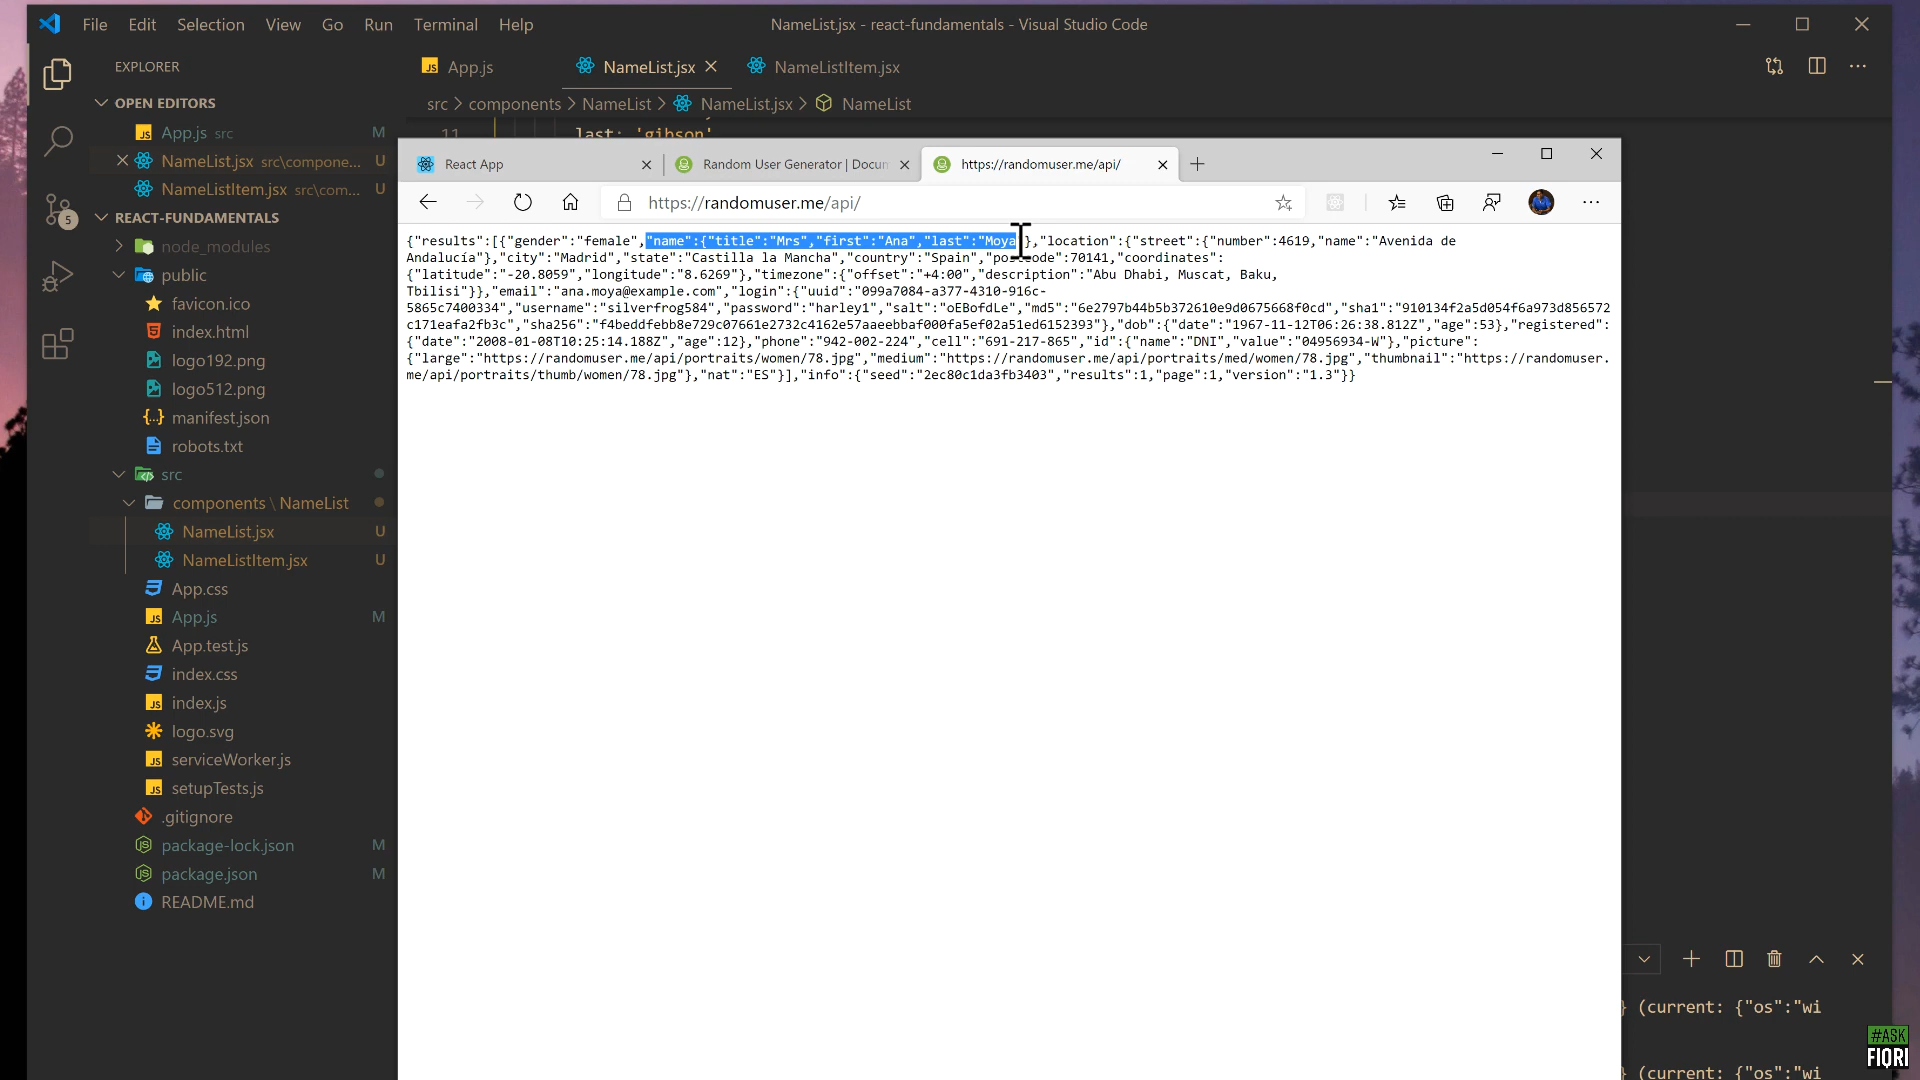 File Edit Selection View Go Run Terminal Help
NameList.jsx - react-fundamentals - Visual Studio Code
EXPLORER
OPEN EDITORS
App.js src M
NameList.jsx src\compone... U
NameListItem.jsx src\com... U
REACT-FUNDAMENTALS
node_modules
public
favicon.ico
index.html
logo192.png
logo512.png
manifest.json
robots.txt
src
components \ NameList
NameList.jsx U
NameListItem.jsx U
App.css
App.js M
App.test.js
index.css
index.js
logo.svg
serviceWorker.js
setupTests.js
.gitignore
package-lock.json M
package.json M
README.md
5
App.js NameList.jsx NameListItem.jsx
src > components > NameList > NameList.jsx > NameList
11 last: 'gibson'
React App Random User Generator | Docum https://randomuser.me/api/
https://randomuser.me/api/
{"results":[{"gender":"female","name":{"title":"Mrs","first":"Ana","last":"Moya"},"location":{"street":{"number":4619,"name":"Avenida de
Andalucía"},"city":"Madrid","state":"Castilla la Mancha","country":"Spain","postcode":70141,"coordinates":
{"latitude":"-20.8059","longitude":"8.6269"},"timezone":{"offset":"+4:00","description":"Abu Dhabi, Muscat, Baku,
Tbilisi"}},"email":"ana.moya@example.com","login":{"uuid":"099a7084-a377-4310-916c-
5865c7400334","username":"silverfrog584","password":"harley1","salt":"oEBofdLe","md5":"6e2797b44b5b372610e9d0675668f0cd","sha1":"910134f2a5d054f6a973d856572
c171eafa2fb3c","sha256":"f4beddfebb8e729c07661e2732c4162e57aaeebbaf000fa5ef02a51ed6152393"},"dob":{"date":"1967-11-12T06:26:38.812Z","age":53},"registered":
{"date":"2008-01-08T10:25:14.188Z","age":12},"phone":"942-002-224","cell":"691-217-865","id":{"name":"DNI","value":"04956934-W"},"picture":
{"large":"https://randomuser.me/api/portraits/women/78.jpg","medium":"https://randomuser.me/api/portraits/med/women/78.jpg","thumbnail":"https://randomuser.
me/api/portraits/thumb/women/78.jpg"},"nat":"ES"}],"info":{"seed":"2ec80c1da3fb3403","results":1,"page":1,"version":"1.3"}}
} (current: {"os":"wi
} (current: {"os":"wi
#ASK
FIQRI